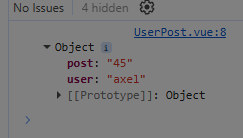 No Issues 4 hidden
UserPost.vue:8
▼ Object i
post: "45"
user: "axel"
▶ [[Prototype]]: Object
>